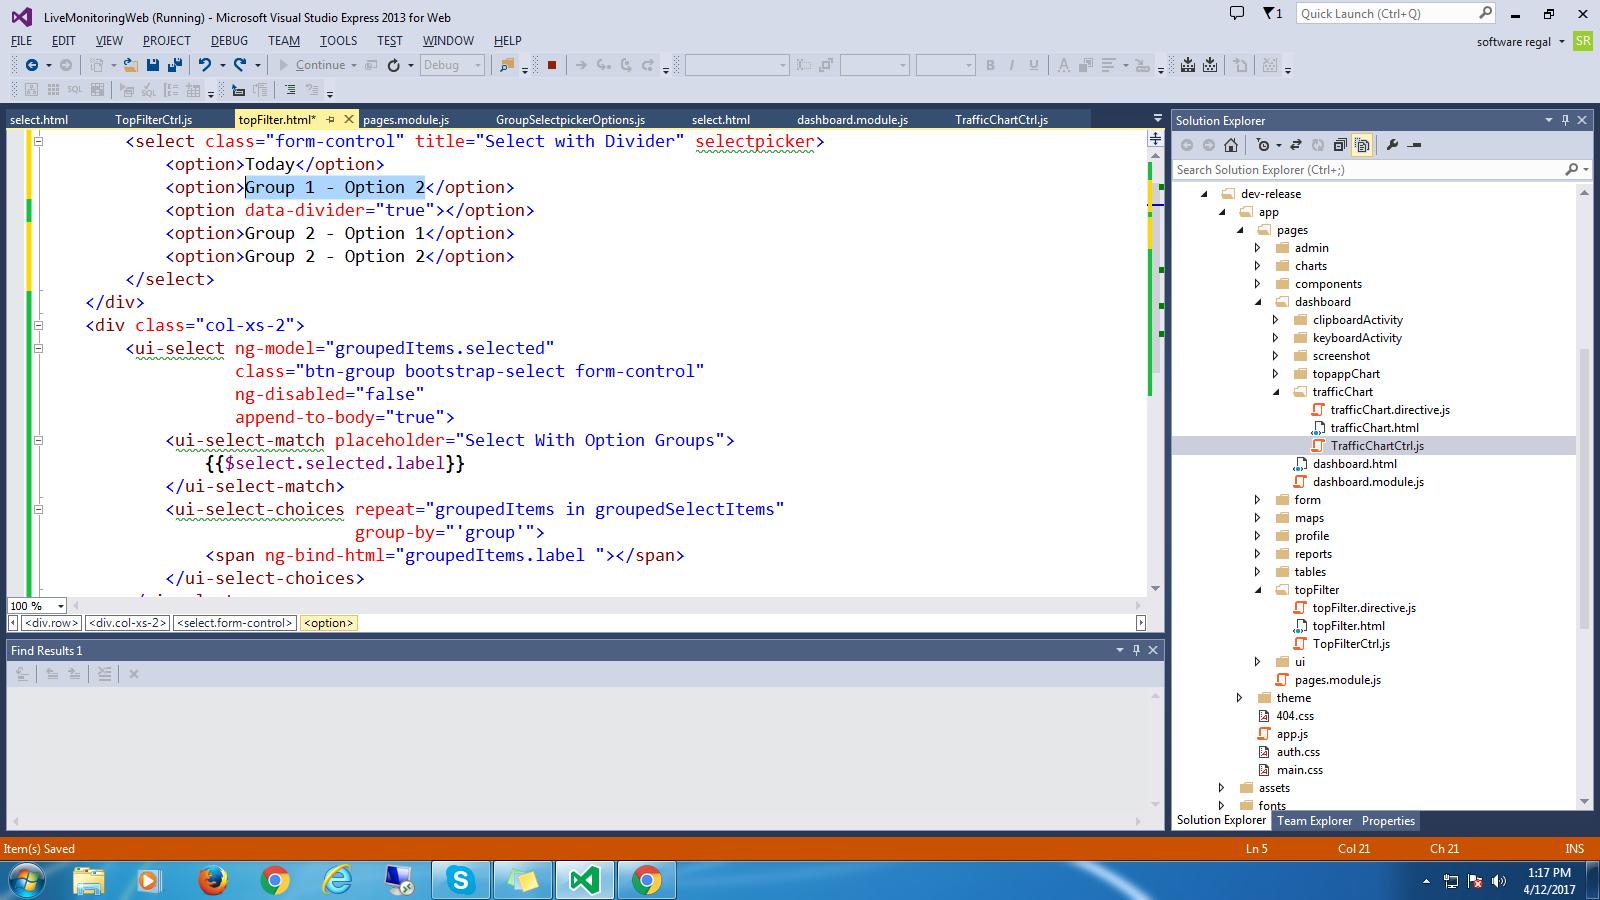 LiveMonitoringWeb (Running) - Microsoft Visual Studio Express 2013 for Web
1
Quick Launch (Ctrl+Q)
FILE EDIT VIEW PROJECT DEBUG TEAM TOOLS TEST WINDOW HELP
software regal SR
Continue Debug
SQL SQL
select.html TopFilterCtrl.js topFilter.html* pages.module.js GroupSelectpickerOptions.js select.html dashboard.module.js TrafficChartCtrl.js
<select class="form-control" title="Select with Divider" selectpicker>
<option>Today</option>
<option>Group 1 - Option 2</option>
<option data-divider="true"></option>
<option>Group 2 - Option 1</option>
<option>Group 2 - Option 2</option>
</select>
</div>
<div class="col-xs-2">
<ui-select ng-model="groupedItems.selected"
class="btn-group bootstrap-select form-control"
ng-disabled="false"
append-to-body="true">
<ui-select-match placeholder="Select With Option Groups">
{{$select.selected.label}}
</ui-select-match>
<ui-select-choices repeat="groupedItems in groupedSelectItems"
group-by="'group'">
<span ng-bind-html="groupedItems.label "></span>
</ui-select-choices>
100 %
<div.row> <div.col-xs-2> <select.form-control> <option>
Find Results 1
Solution Explorer
Search Solution Explorer (Ctrl+;)
dev-release
app
pages
admin
charts
components
dashboard
clipboardActivity
keyboardActivity
screenshot
topappChart
trafficChart
trafficChart.directive.js
trafficChart.html
TrafficChartCtrl.js
dashboard.html
dashboard.module.js
form
maps
profile
reports
tables
topFilter
topFilter.directive.js
topFilter.html
TopFilterCtrl.js
ui
pages.module.js
theme
404.css
app.js
auth.css
main.css
assets
fonts
Solution Explorer Team Explorer Properties
Item(s) Saved Ln 5 Col 21 Ch 21 INS
1:17 PM
4/12/2017